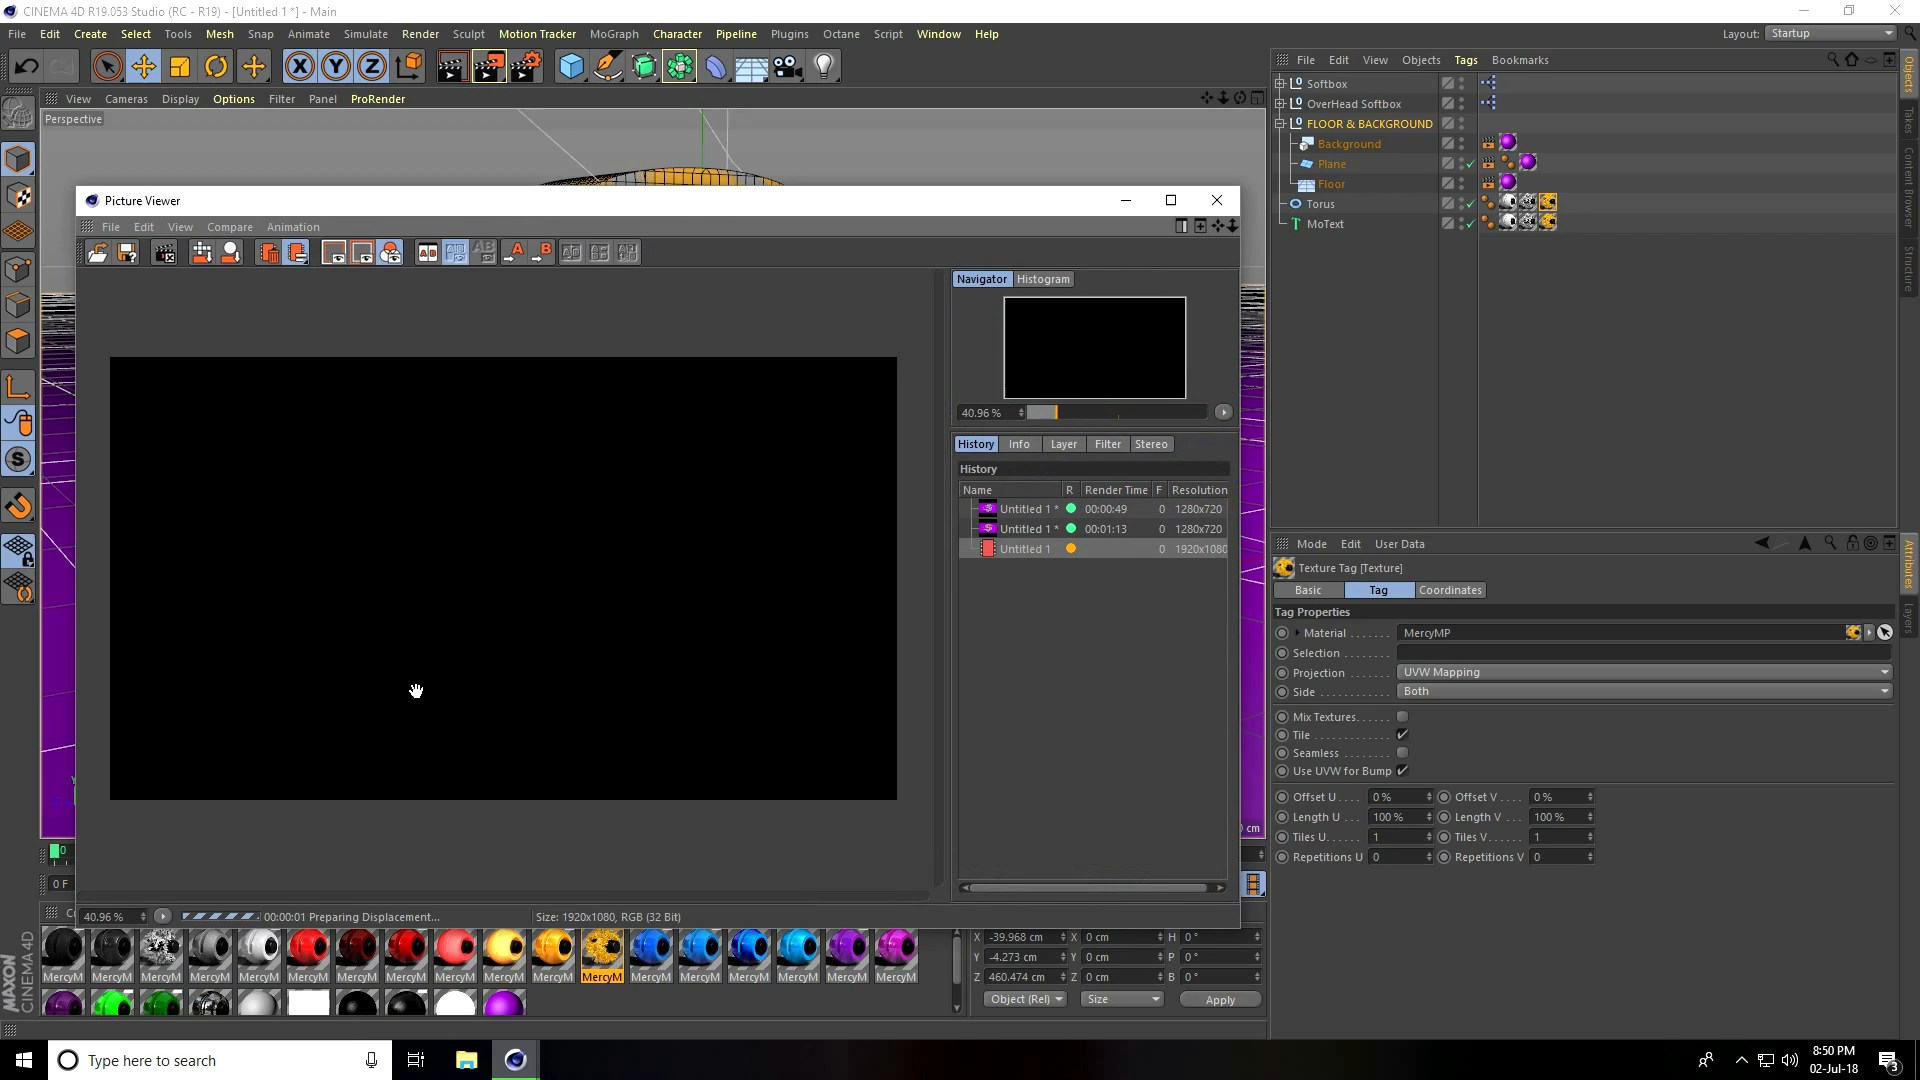 CINEMA 4D R19.053 Studio (RC - R19) - [Untitled 1 *] - Main
File Edit Create Select Tools Mesh Snap Animate Simulate Render Sculpt Motion Tracker MoGraph Character Pipeline Plugins Octane Script Window Help
Layout: Startup
File Edit View Objects Tags Bookmarks
View Cameras Display Options Filter Panel ProRender
Perspective
Softbox
OverHead Softbox
FLOOR & BACKGROUND
Background
Plane
Floor
Torus
MoText
Objects
Takes
Content Browser
Structure
Picture Viewer
File Edit View Compare Animation
Navigator Histogram
40.96 %
History Info Layer Filter Stereo
History
Name R Render Time F Resolution
Untitled 1 * 00:00:49 0 1280x720
Untitled 1 * 00:01:13 0 1280x720
Untitled 1 0 1920x1080
40.96 % 00:00:01 Preparing Displacement... Size: 1920x1080, RGB (32 Bit)
0
0 F
cm
Mode Edit User Data
Texture Tag [Texture]
Basic Tag Coordinates
Tag Properties
Material MercyMP
Selection
Projection UVW Mapping
Side Both
Mix Textures
Tile
Seamless
Use UVW for Bump
Offset U 0 % Offset V 0 %
Length U 100 % Length V 100 %
Tiles U 1 Tiles V 1
Repetitions U 0 Repetitions V 0
Attributes
Layers
MercyM MercyM MercyM MercyM MercyM MercyM MercyM MercyM MercyM MercyM MercyM MercyM MercyM MercyM MercyM MercyM MercyM MercyM
X -39.968 cm X 0 cm H 0 °
Y -4.273 cm Y 0 cm P 0 °
Z 460.474 cm Z 0 cm B 0 °
Object (Rel) Size Apply
MAXON
CINEMA 4D
Type here to search
8:50 PM
02-Jul-18
3